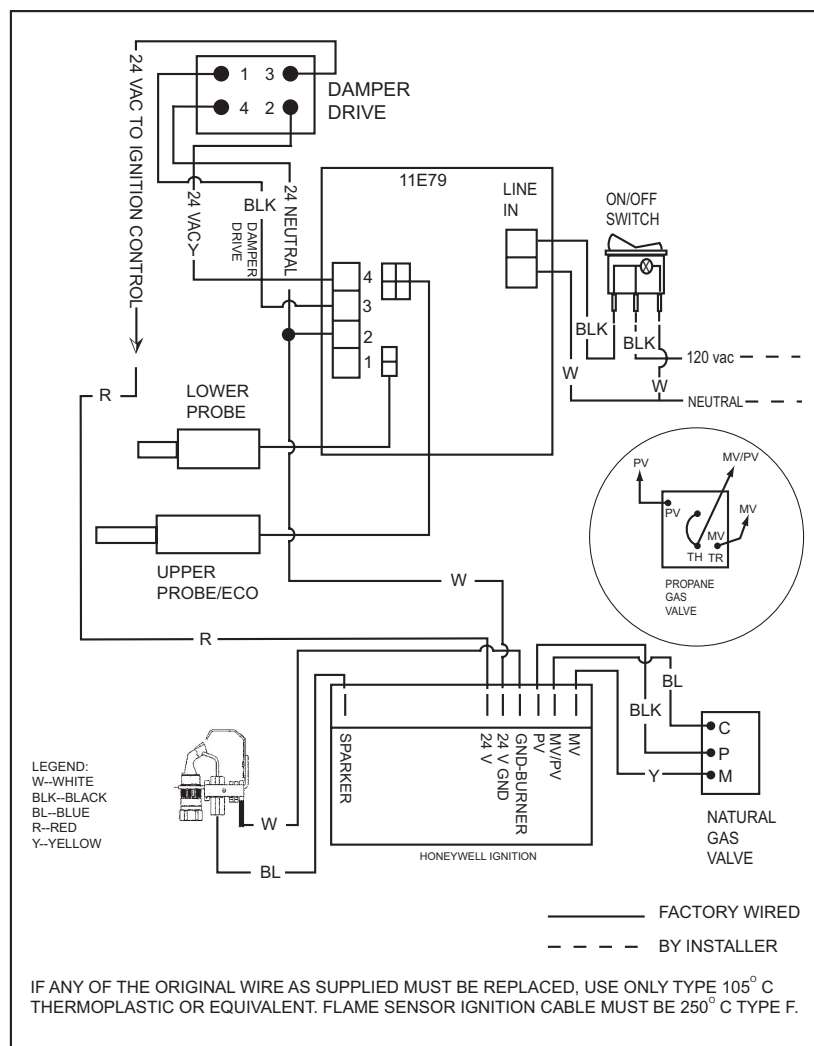 24 VAC TO IGNITION CONTROL
1 3
4 2
DAMPER
DRIVE
24 VAC
Y
BLK
DAMPER
DRIVE
24 NEUTRAL
11E79
LINE
IN
4
3
2
1
ON/OFF
SWITCH
BLK
BLK
W
W
120 vac
NEUTRAL
R
LOWER
PROBE
UPPER
PROBE/ECO
PV
MV/PV
MV
PV
MV
TH
TR
PROPANE
GAS
VALVE
W
R
BL
BLK
Y
C
P
M
NATURAL
GAS
VALVE
SPARKER
24 V
24 V GND
GND-BURNER
PV
MV/PV
MV
HONEYWELL IGNITION
W
BL
LEGEND:
W--WHITE
BLK--BLACK
BL--BLUE
R--RED
Y--YELLOW
FACTORY WIRED
BY INSTALLER
IF ANY OF THE ORIGINAL WIRE AS SUPPLIED MUST BE REPLACED, USE ONLY TYPE 105° C
THERMOPLASTIC OR EQUIVALENT. FLAME SENSOR IGNITION CABLE MUST BE 250° C TYPE F.